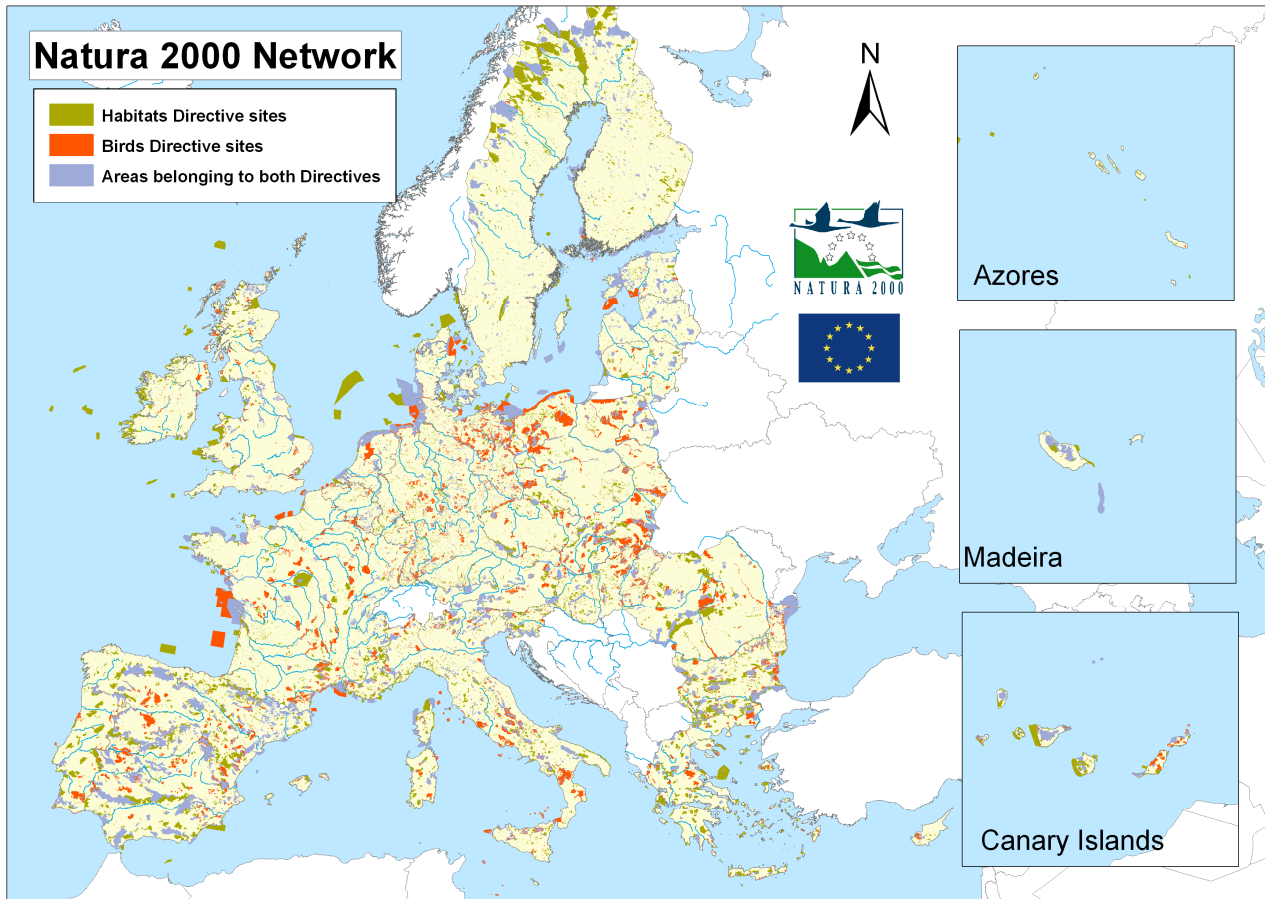 Natura 2000 Network
Habitats Directive sites
Birds Directive sites
Areas belonging to both Directives
N
NATURA 2000
Azores
Madeira
Canary Islands